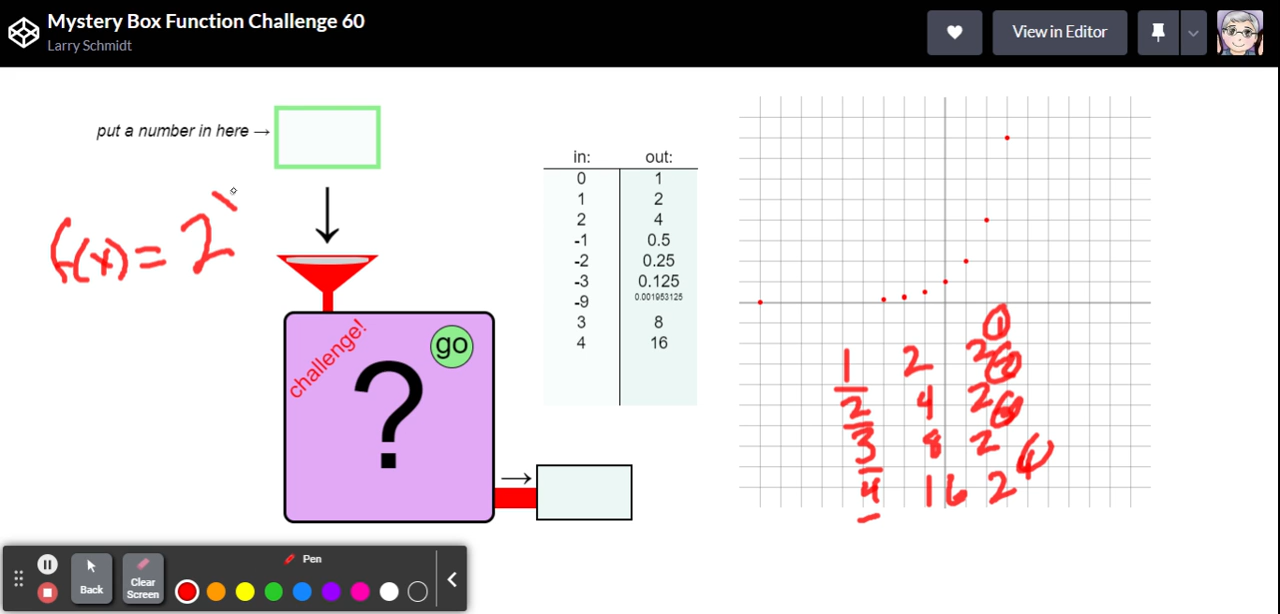 Mystery Box Function Challenge 60
Larry Schmidt
View in Editor
put a number in here →
in: out:
0 1
1 2
2 4
-1 0.5
-2 0.25
-3 0.125
-9 0.001953125
3 8
4 16
f(x) = 2
challenge!
go
?
1 2 2
2 4 2
3 8 2 4
4 16 2
Pen
Back
Clear
Screen